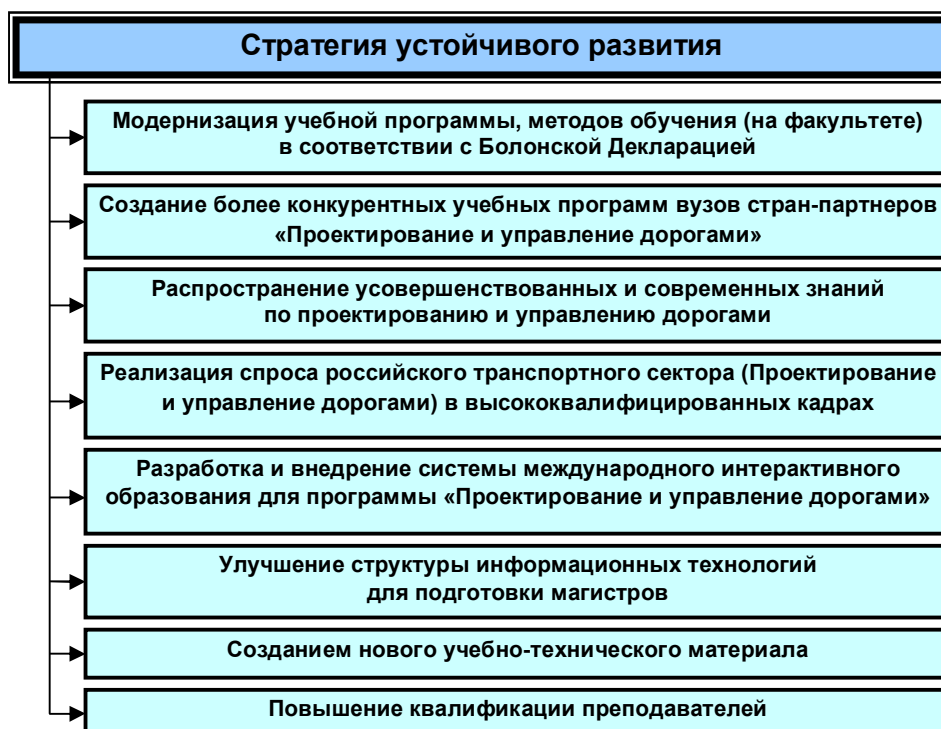 Стратегия устойчивого развития
Модернизация учебной программы, методов обучения (на факультете)
в соответствии с Болонской Декларацией
Создание более конкурентных учебных программ вузов стран-партнеров
«Проектирование и управление дорогами»
Распространение усовершенствованных и современных знаний
по проектированию и управлению дорогами
Реализация спроса российского транспортного сектора (Проектирование
и управление дорогами) в высококвалифицированных кадрах
Разработка и внедрение системы международного интерактивного
образования для программы «Проектирование и управление дорогами»
Улучшение структуры информационных технологий
для подготовки магистров
Созданием нового учебно-технического материала
Повышение квалификации преподавателей